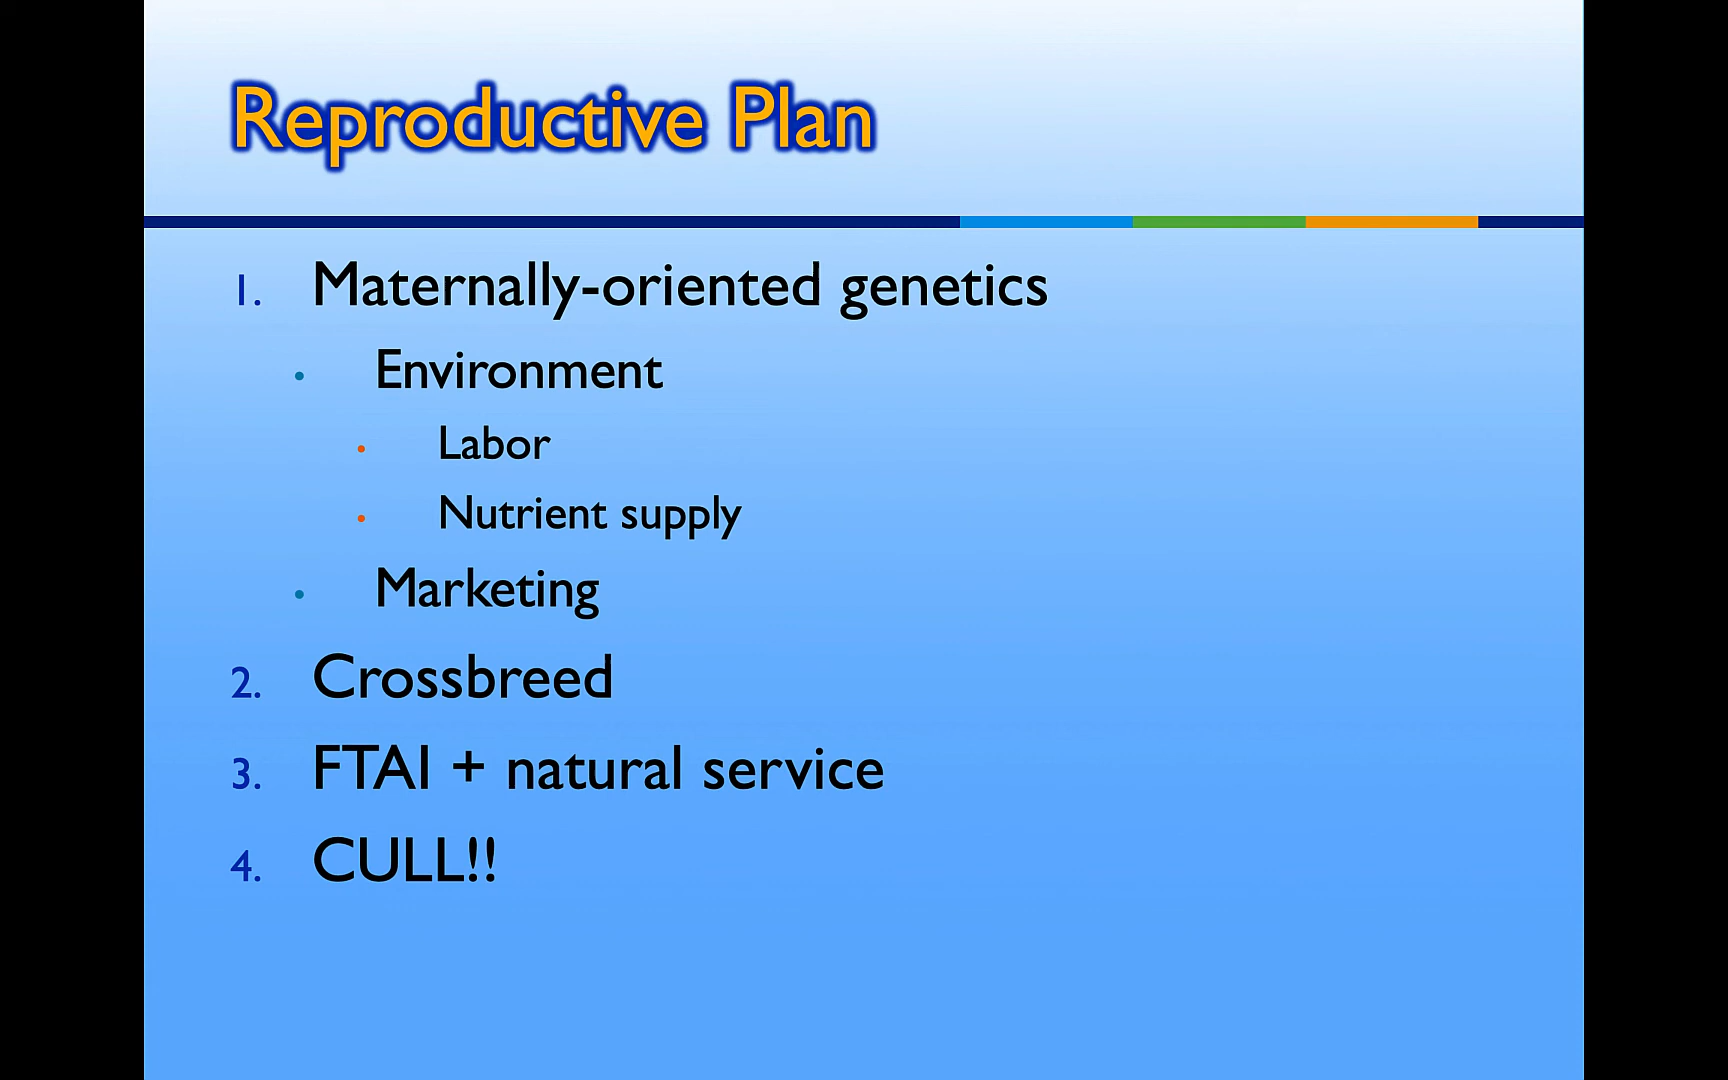 Reproductive Plan
1. Maternally-oriented genetics
• Environment
• Labor
• Nutrient supply
• Marketing
2. Crossbreed
3. FTAI + natural service
4. CULL!!